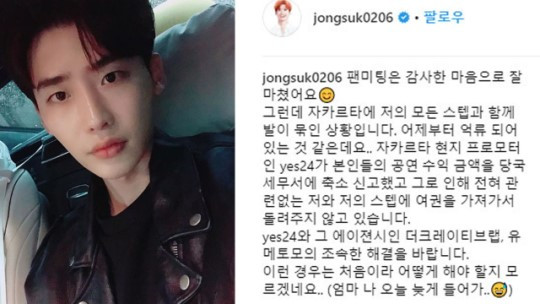 jongsuk0206 • 팔로우
jongsuk0206 팬미팅은 감사한 마음으로 잘
마쳤어요😄
그런데 자카르타에 저의 모든 스텝과 함께
발이 묶인 상황입니다. 어제부터 억류 되어
있는 것 같은데요.. 자카르타 현지 프로모터
인 yes24가 본인들의 공연 수익 금액을 당국
세무서에 축소 신고했고 그로 인해 전혀 관
련없는 저와 저의 스텝에 여권을 가져가서
돌려주지 않고 있습니다.
yes24와 그 에이젼시인 더크레이티브랩, 유
메토모의 조속한 해결을 바랍니다.
이런 경우는 처음이라 어떻게 해야 할지 모
르겠네요.. (엄마 나 오늘 늦게 들어가..😅)